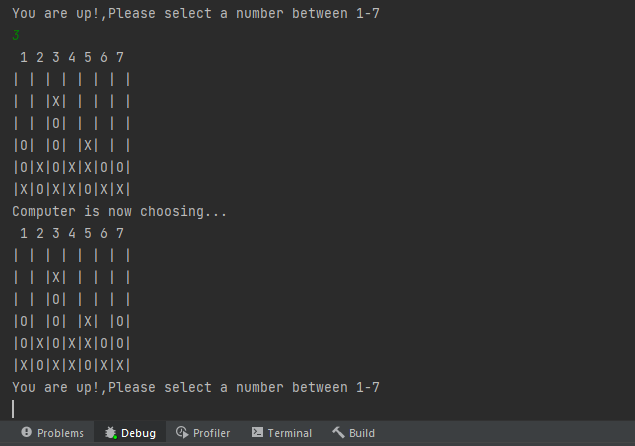 You are up!,Please select a number between 1-7
3
 1 2 3 4 5 6 7
| | | | | | | |
| | |X| | | | |
| | |O| | | | |
|O| |O| |X| | |
|O|X|O|X|X|O|O|
|X|O|X|X|O|X|X|
Computer is now choosing...
 1 2 3 4 5 6 7
| | | | | | | |
| | |X| | | | |
| | |O| | | | |
|O| |O| |X| |O|
|O|X|O|X|X|O|O|
|X|O|X|X|O|X|X|
You are up!,Please select a number between 1-7
Problems Debug Profiler Terminal Build